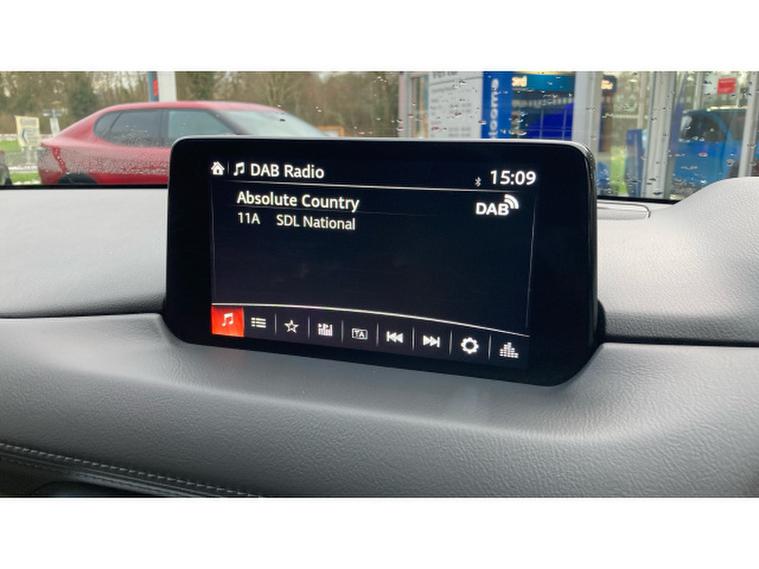 DAB Radio
15:09
Absolute Country
DAB
11A SDL National
TA